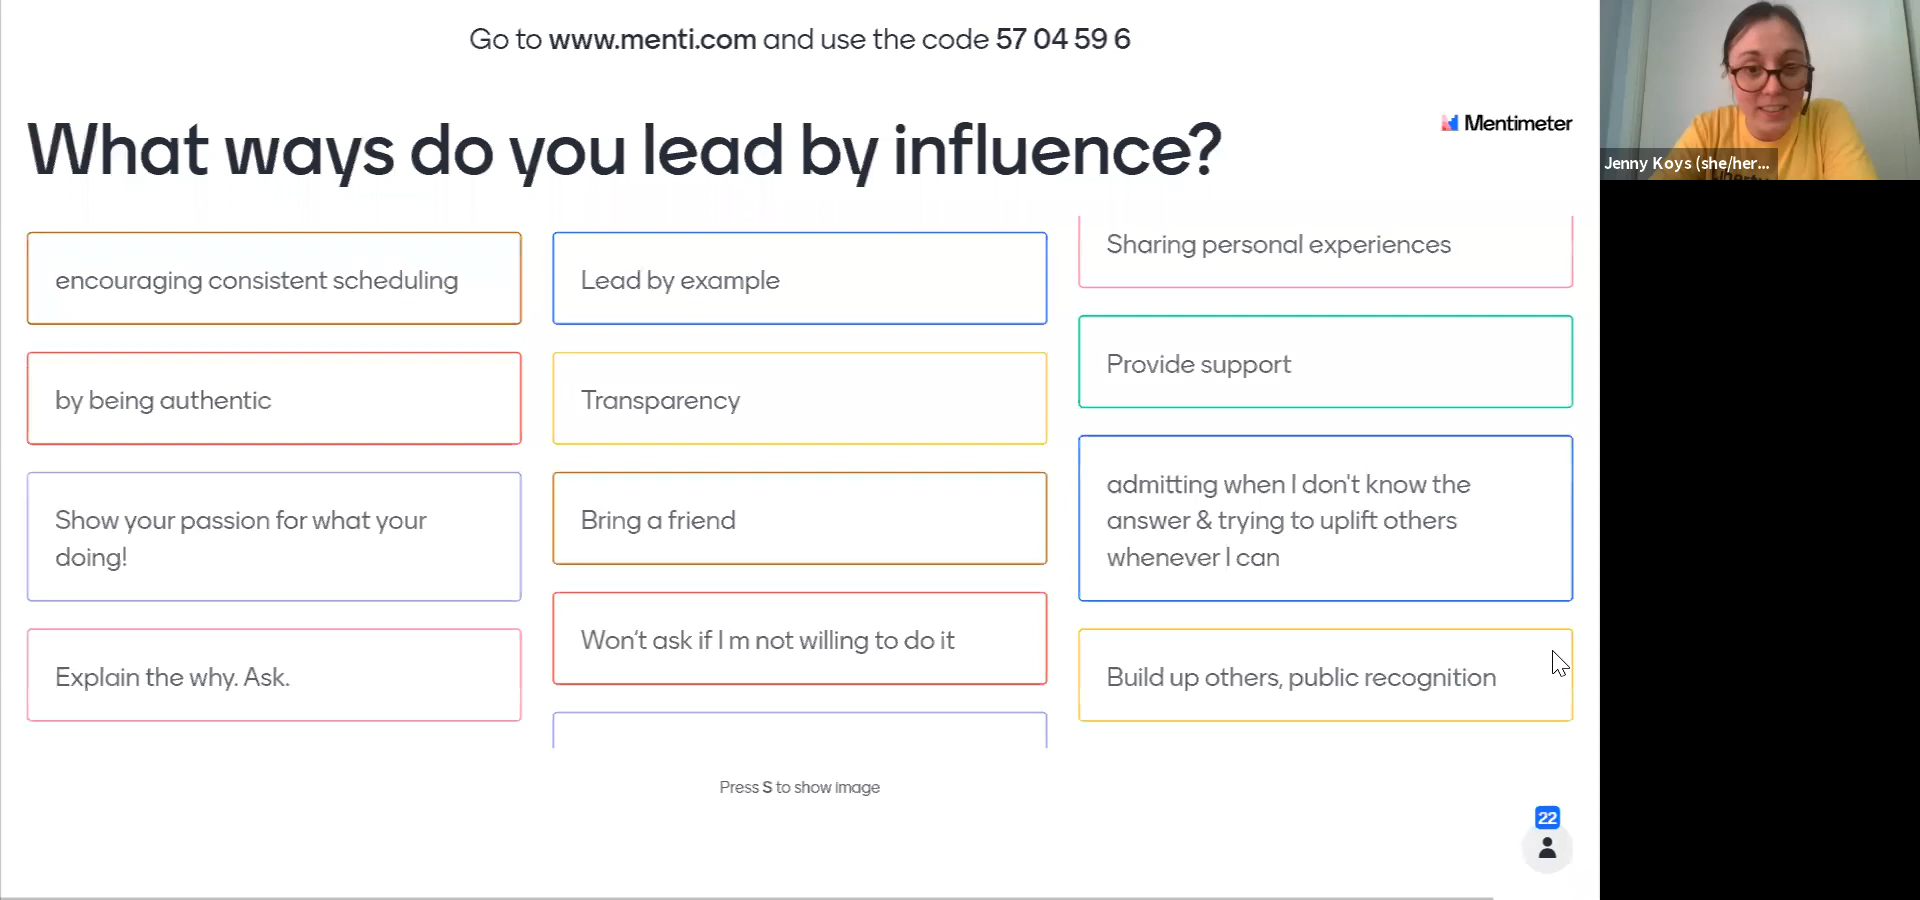 Go to www.menti.com and use the code 57 04 59 6
What ways do you lead by influence?
Mentimeter
encouraging consistent scheduling
by being authentic
Show your passion for what your
doing!
Explain the why. Ask.
Lead by example
Transparency
Bring a friend
Won't ask if I m not willing to do it
Sharing personal experiences
Provide support
admitting when I don't know the
answer & trying to uplift others
whenever I can
Build up others, public recognition
Press S to show image
22
Jenny Koys (she/her...
Liberty